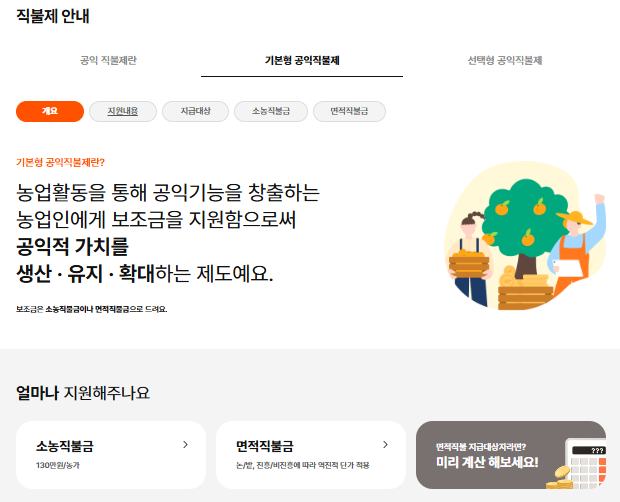 직불제 안내
공익 직불제란
기본형 공익직불제
선택형 공익직불제
개요
지원내용
지급대상
소농직불금
면적직불금
기본형 공익직불제란?
농업활동을 통해 공익기능을 창출하는
농업인에게 보조금을 지원함으로써
공익적 가치를
생산 · 유지 · 확대하는 제도예요.
보조금은 소농직불금이나 면적직불금으로 드려요.
얼마나 지원해주나요
소농직불금
130만원/농가
면적직불금
논/밭, 진흥/비진흥에 따라 역진적 단가 적용
면적직불 지급대상자라면?
미리 계산 해보세요!
???